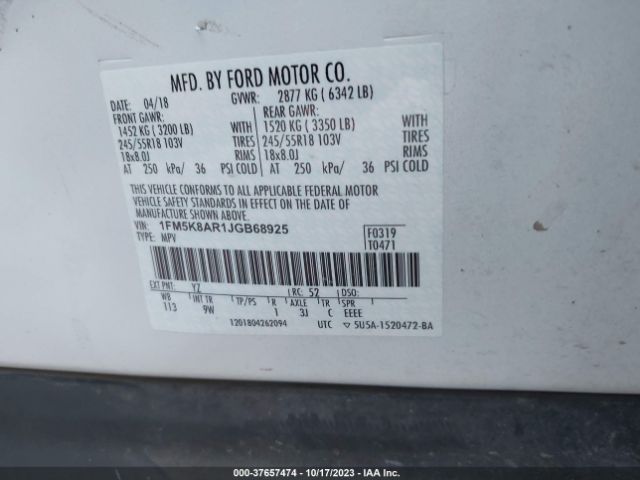 MFD. BY FORD MOTOR CO.
DATE: 04/18 GVWR: 2877 KG ( 6342 LB)
FRONT GAWR: REAR GAWR:
1452 KG ( 3200 LB) WITH 1520 KG ( 3350 LB) WITH
245/55R18 103V TIRES 245/55R18 103V TIRES
18x8.0J RIMS 18x8.0J RIMS
AT 250 kPa/ 36 PSI COLD AT 250 kPa/ 36 PSI COLD
THIS VEHICLE CONFORMS TO ALL APPLICABLE FEDERAL MOTOR
VEHICLE SAFETY STANDARDS IN EFFECT ON THE DATE OF
MANUFACTURE SHOWN ABOVE.
VIN: 1FM5K8AR1JGB68925 F0319
TYPE: MPV T0471
EXT PNT: YZ RC: 52 DSO:
WB INT TR TP/PS R AXLE TR SPR
113 9W 1 3J C EEEE
1201804262094 UTC ▽ 5U5A-1520472-BA
000-37657474 | 10/17/2023 | IAAI.COM